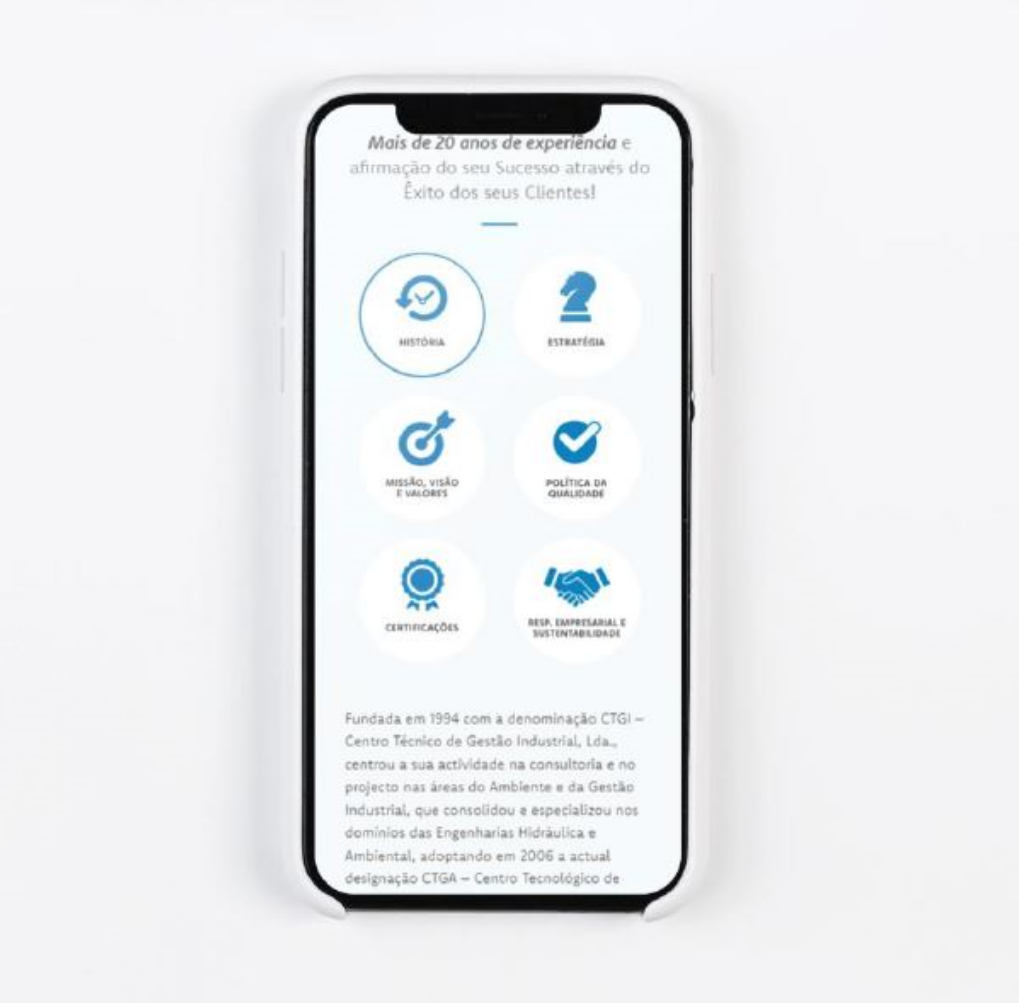 Mais de 20 anos de experiência e
afirmação do seu Sucesso através do
Êxito dos seus Clientes!
HISTÓRIA
ESTRATÉGIA
MISSÃO, VISÃO
E VALORES
POLÍTICA DA
QUALIDADE
CERTIFICAÇÕES
RESP. EMPRESARIAL E
SUSTENTABILIDADE
Fundada em 1994 com a denominação CTGI –
Centro Técnico de Gestão Industrial, Lda.,
centrou a sua actividade na consultoria e no
projecto nas áreas do Ambiente e da Gestão
Industrial, que consolidou e especializou nos
domínios das Engenharias Hidráulica e
Ambiental, adoptando em 2006 a actual
designação CTGA – Centro Tecnológico de